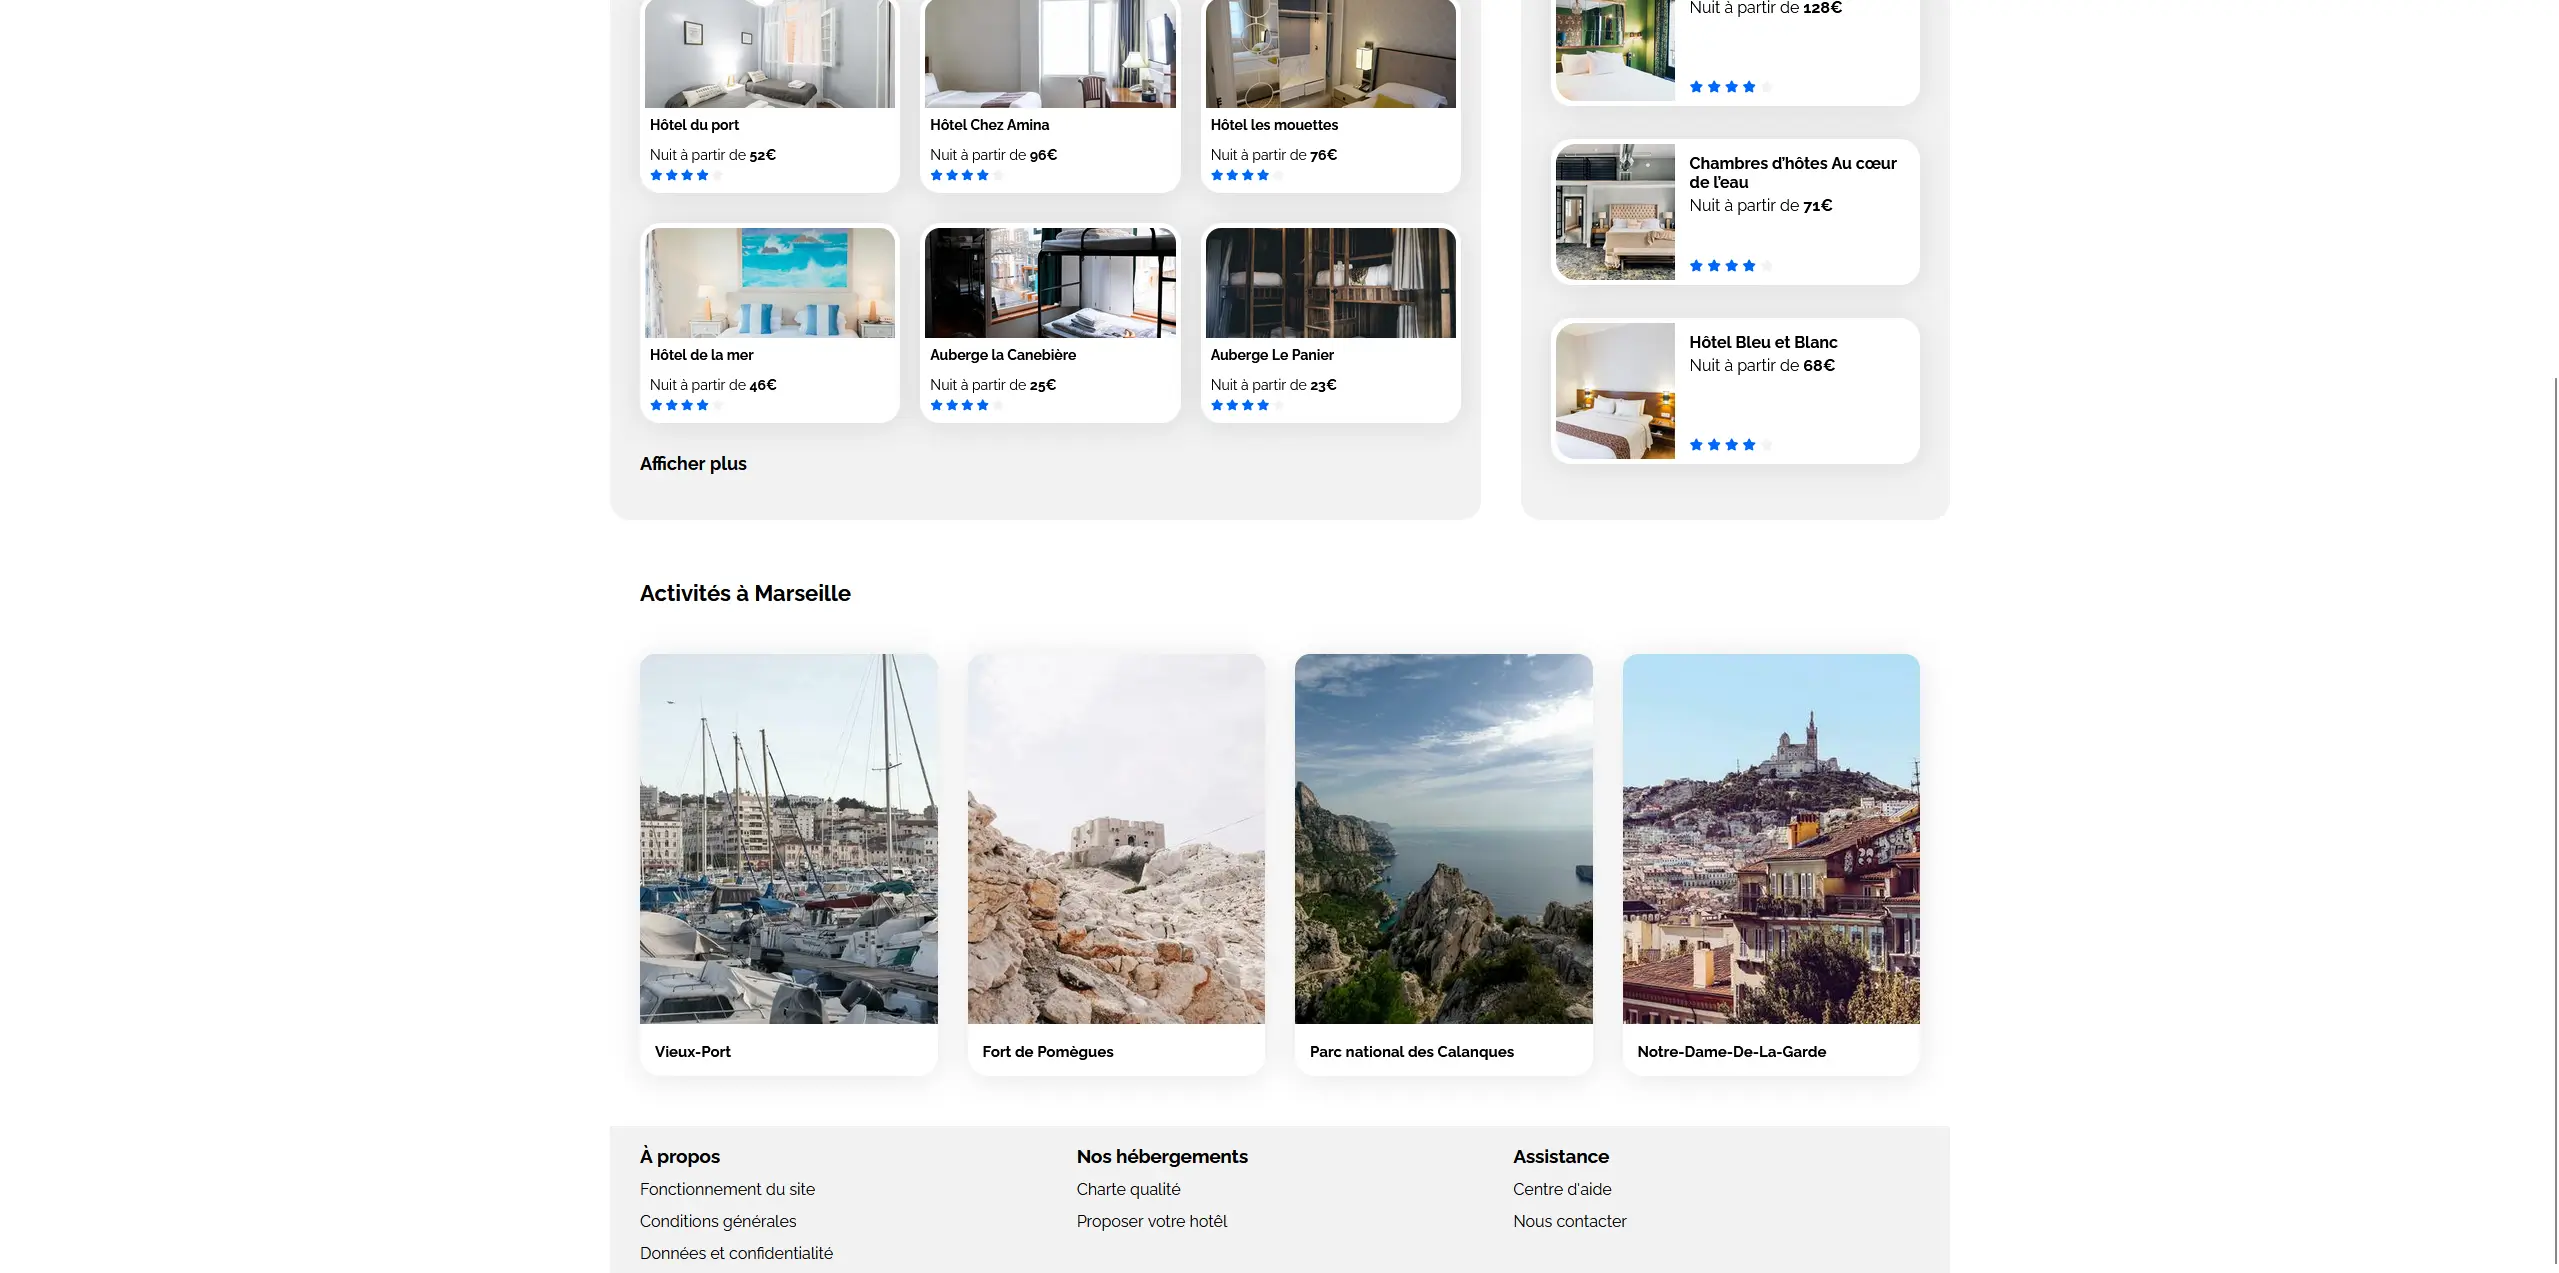 Hôtel du port
Nuit à partir de 52€
Hôtel Chez Amina
Nuit à partir de 96€
Hôtel les mouettes
Nuit à partir de 76€
Hôtel de la mer
Nuit à partir de 46€
Auberge la Canebière
Nuit à partir de 25€
Auberge Le Panier
Nuit à partir de 23€
Afficher plus
Nuit à partir de 128€
Chambres d’hôtes Au cœur
de l’eau
Nuit à partir de 71€
Hôtel Bleu et Blanc
Nuit à partir de 68€
Activités à Marseille
Vieux-Port
Fort de Pomègues
Parc national des Calanques
Notre-Dame-De-La-Garde
À propos
Fonctionnement du site
Conditions générales
Données et confidentialité
Nos hébergements
Charte qualité
Proposer votre hotêl
Assistance
Centre d'aide
Nous contacter